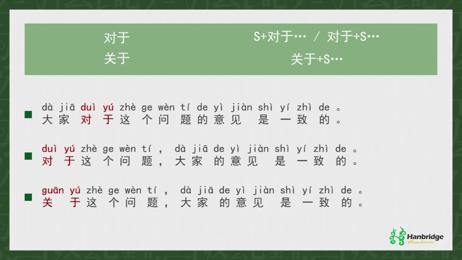 对于 S+对于… / 对于+S…
关于 关于+S…
dà jiā duì yú zhè ge wèn tí de yì jiàn shì yí zhì de 。
大家对于这个问题的意见是一致的。
duì yú zhè ge wèn tí ， dà jiā de yì jiàn shì yí zhì de 。
对于这个问题，大家的意见是一致的。
guān yú zhè ge wèn tí ， dà jiā de yì jiàn shì yí zhì de 。
关于这个问题，大家的意见是一致的。
Hanbridge